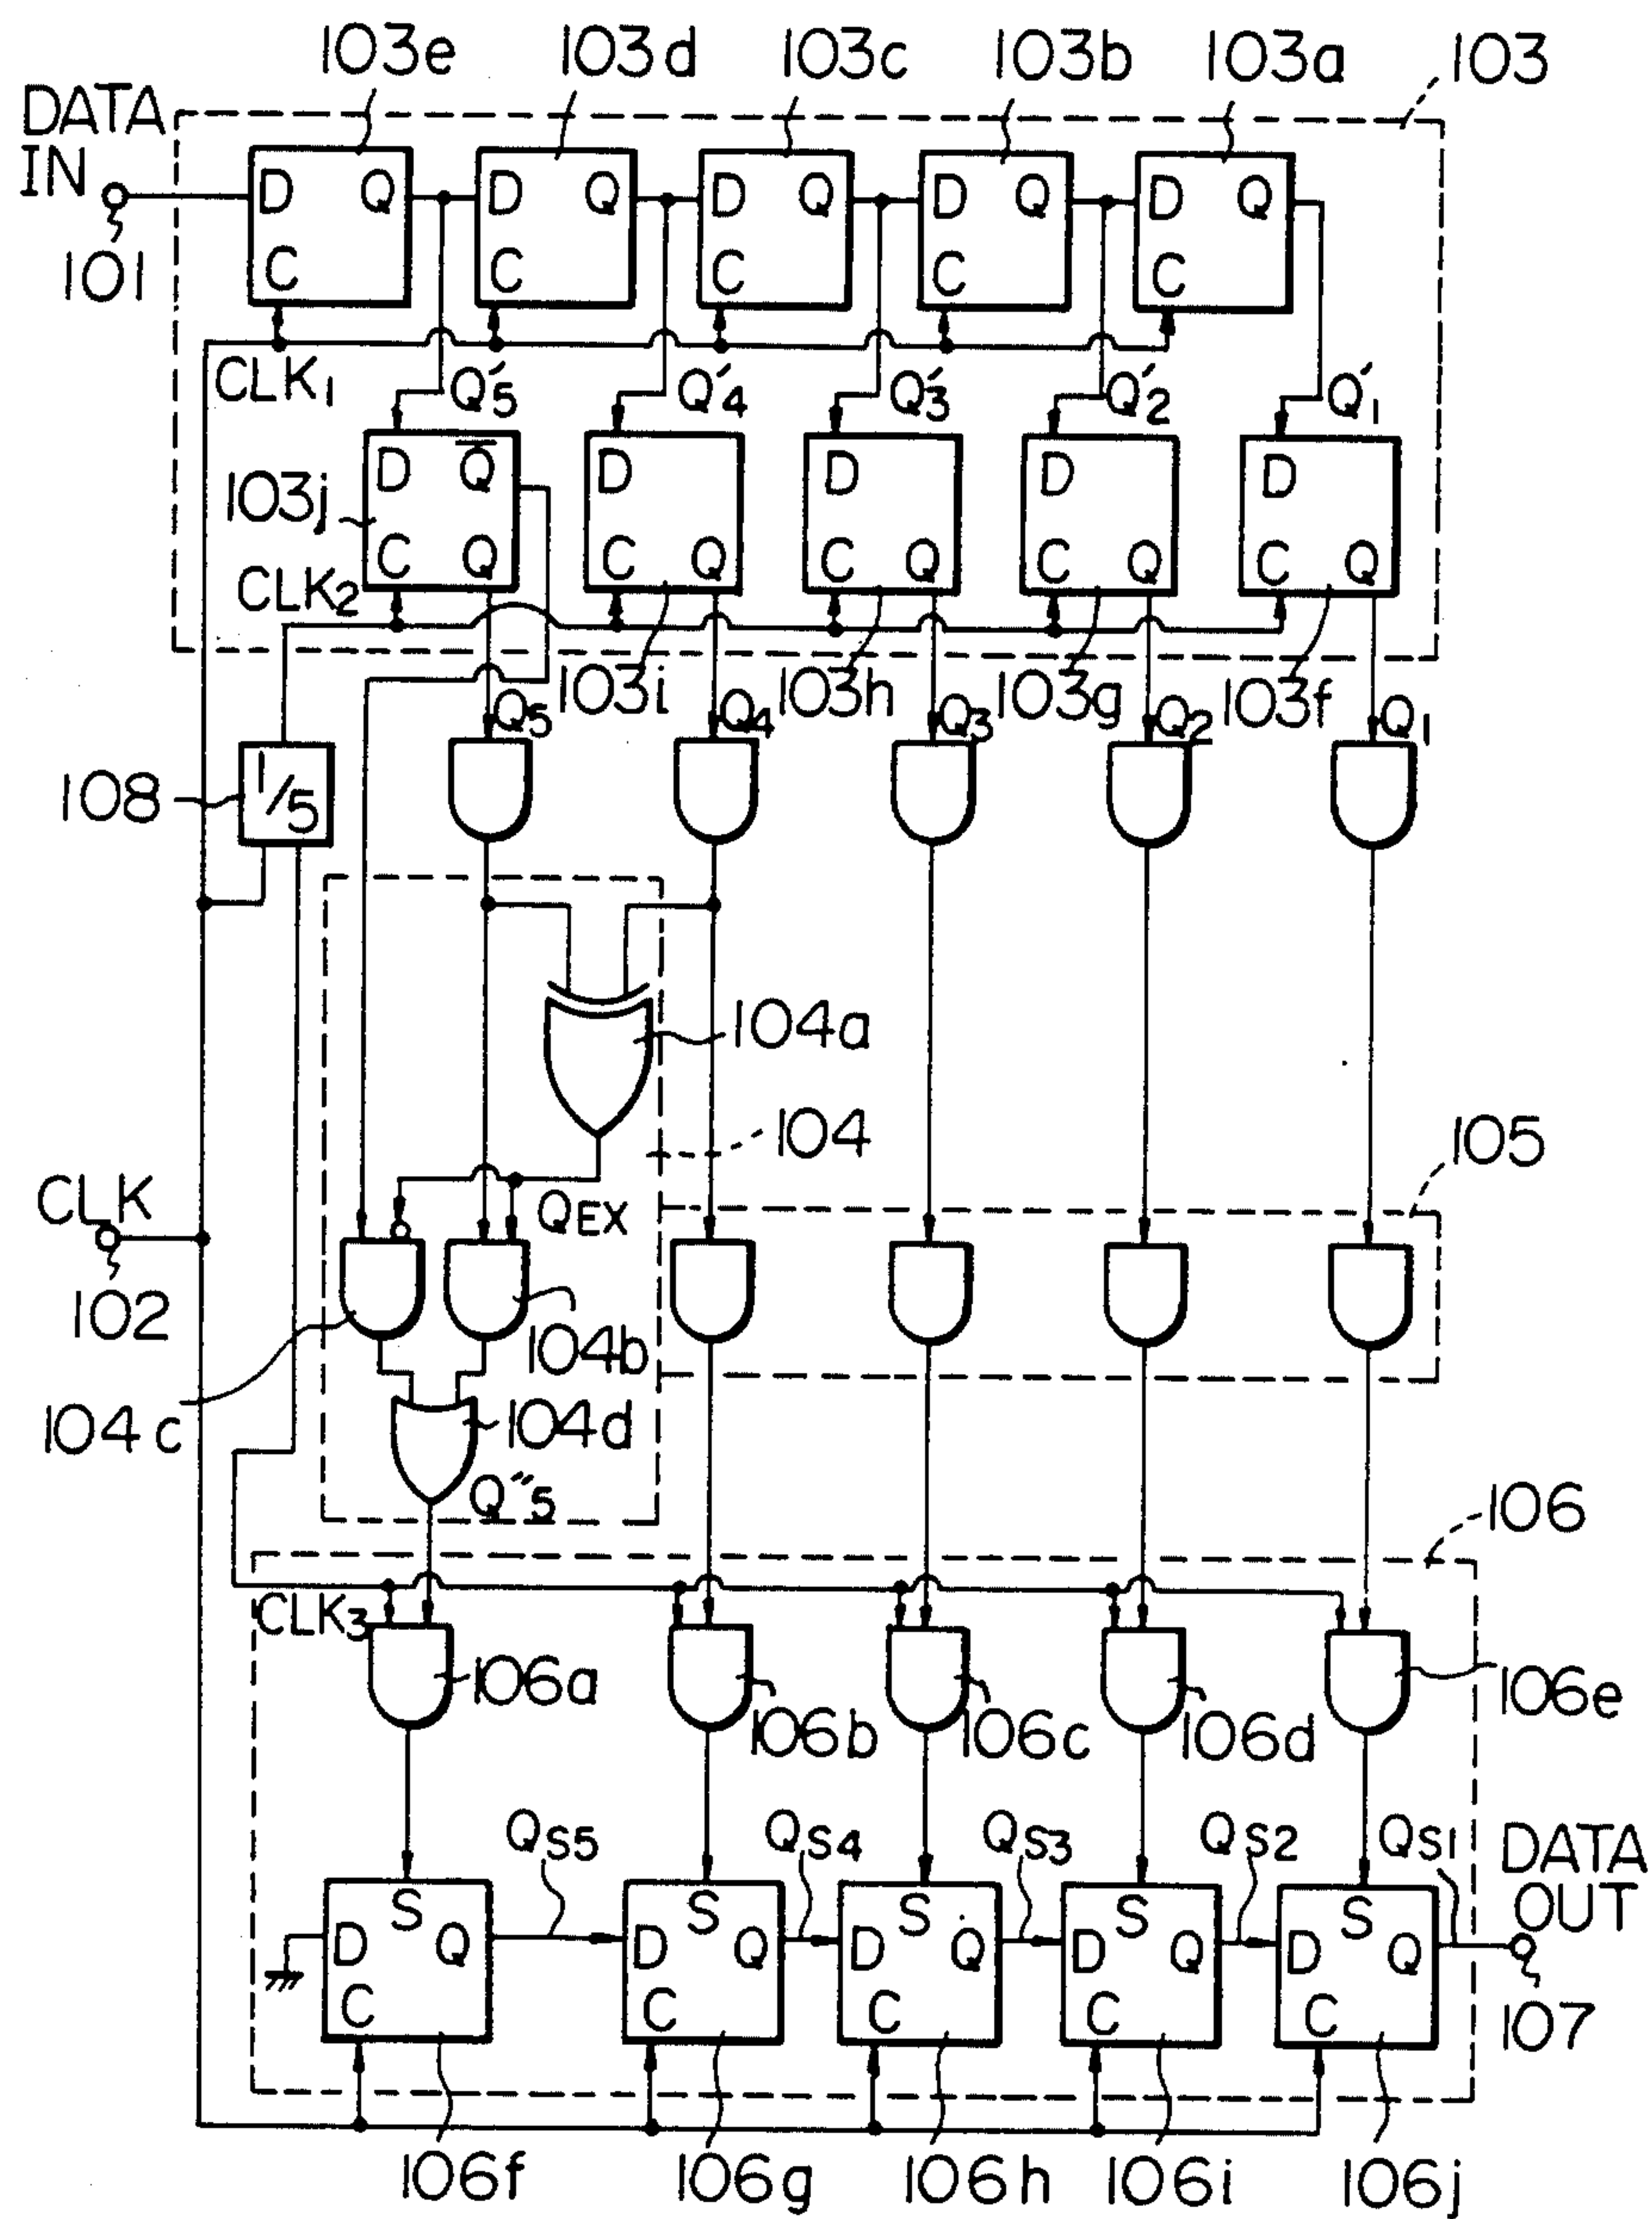 103e 103d 103c 103b 103a 103
DATA IN
D Q D Q D Q D Q D Q
C C C C C
101
CLK1
Q'5 Q'4 Q'3 Q'2 Q'1
D Q̅ D D D D
103j
C Q C Q C Q C Q C Q
CLK2
103i 103h 103g 103f
Q5 Q4 Q3 Q2 Q1
108 1/5
104a
104
105
CLK
QEX
102
104b
104c 104d
Q"5
106
CLK3
106a 106b 106c 106d 106e
QS5 QS4 QS3 QS2 QS1 DATA OUT
S S S S S
D Q D Q D Q D Q D Q
C C C C C
107
106f 106g 106h 106i 106j